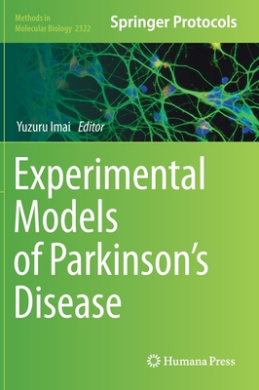 Methods in
Molecular Biology 2322
Springer Protocols
Yuzuru Imai Editor
Experimental
Models
of Parkinson's
Disease
Humana Press